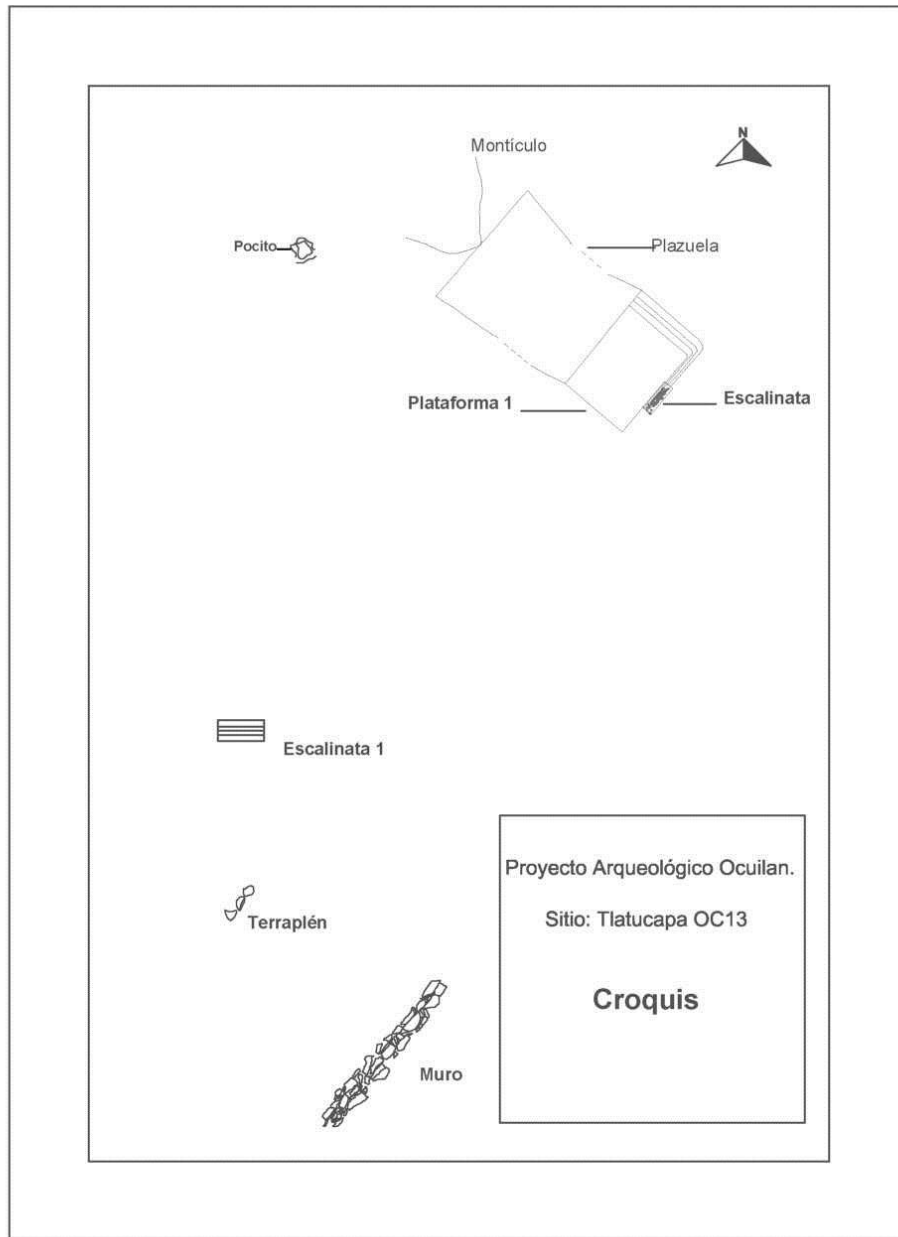 Montículo
N
Pocito
Plazuela
Plataforma 1
Escalinata
Escalinata 1
Terraplén
Muro
Proyecto Arqueológico Ocuilan.
Sitio: Tlatucapa OC13
Croquis